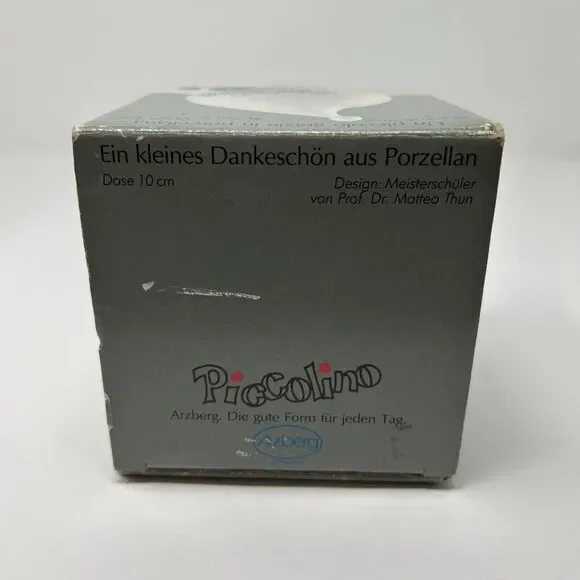 Ein kleines Dankeschön aus Porzellan
Dose 10 cm
Design: Meisterschüler
von Prof. Dr. Matteo Thun
Piccolino
Arzberg. Die gute Form für jeden Tag.
Arzberg